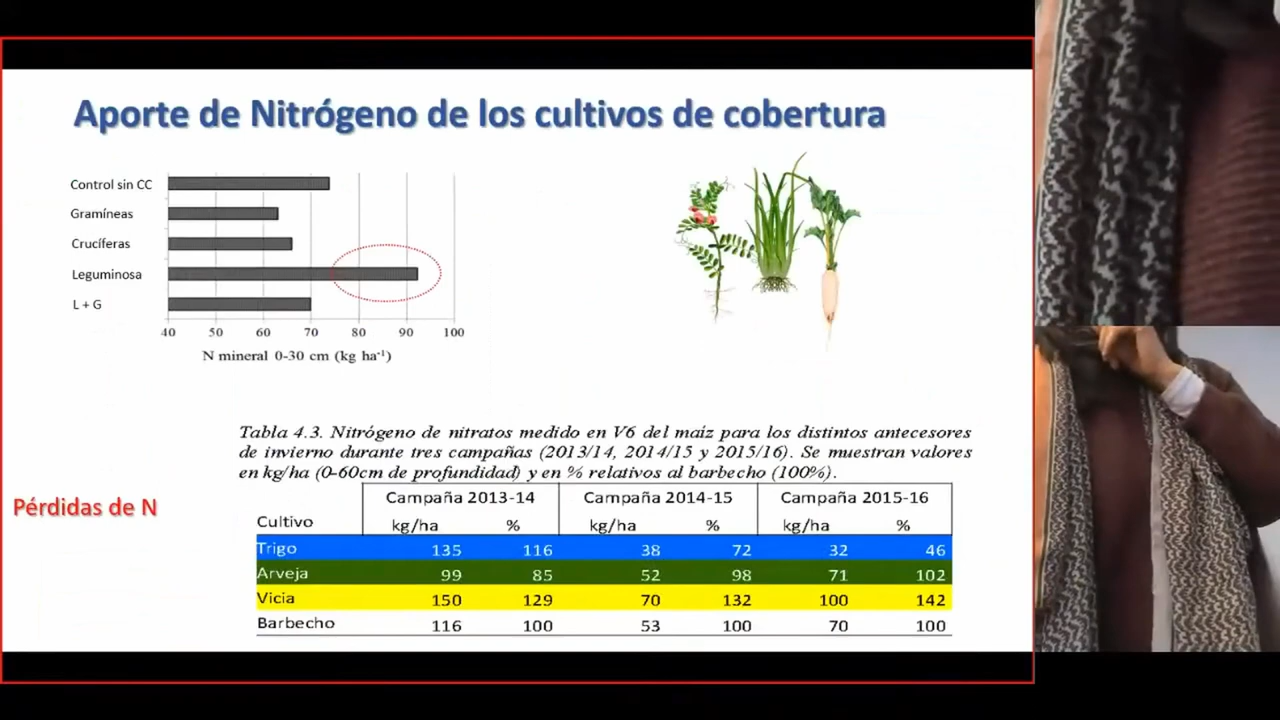 Aporte de Nitrógeno de los cultivos de cobertura
Control sin CC
Gramíneas
Crucíferas
Leguminosa
L + G
40 50 60 70 80 90 100
N mineral 0-30 cm (kg ha⁻¹)
Tabla 4.3. Nitrógeno de nitratos medido en V6 del maíz para los distintos antecesores
de invierno durante tres campañas (2013/14, 2014/15 y 2015/16). Se muestran valores
en kg/ha (0-60cm de profundidad) y en % relativos al barbecho (100%).
Pérdidas de N
Campaña 2013-14 Campaña 2014-15 Campaña 2015-16
Cultivo kg/ha % kg/ha % kg/ha %
Trigo 135 116 38 72 32 46
Arveja 99 85 52 98 71 102
Vicia 150 129 70 132 100 142
Barbecho 116 100 53 100 70 100